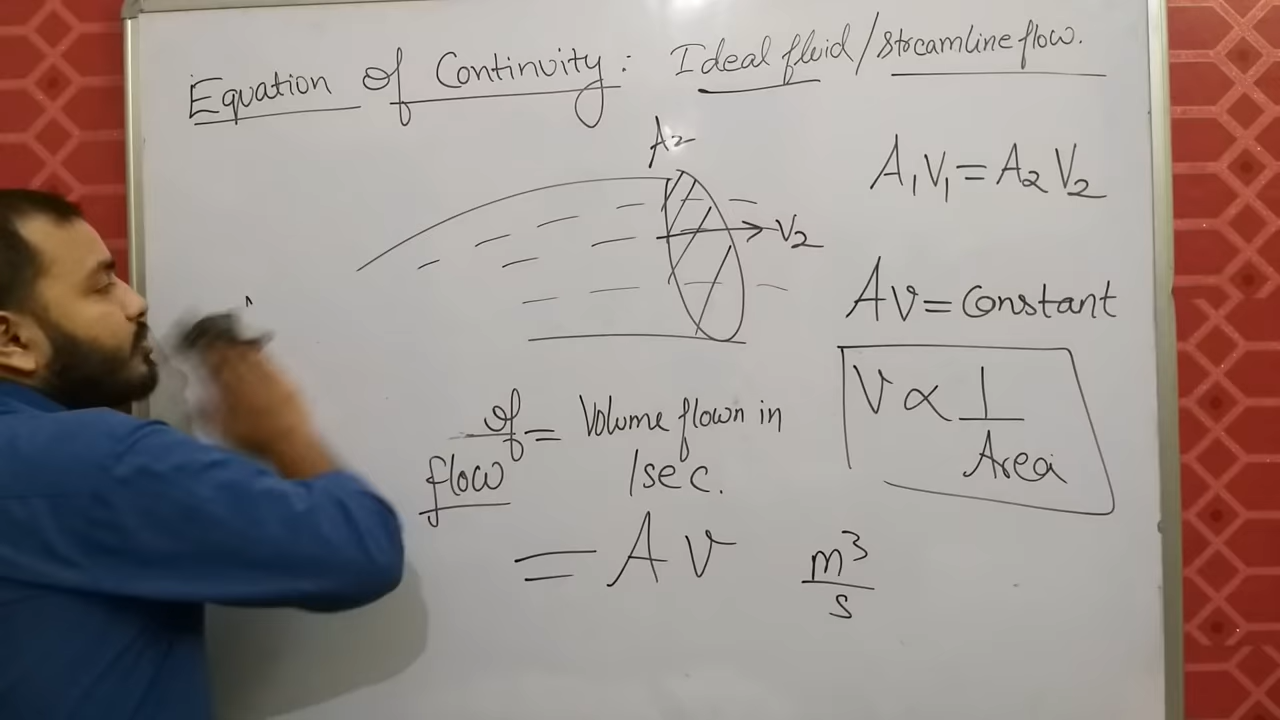 Equation of Continuity : Ideal fluid/streamline flow.
A2
V2
A1V1 = A2V2
AV = Constant
V ∝ 1/Area
of flow = Volume flown in
1sec.
= AV m³/s